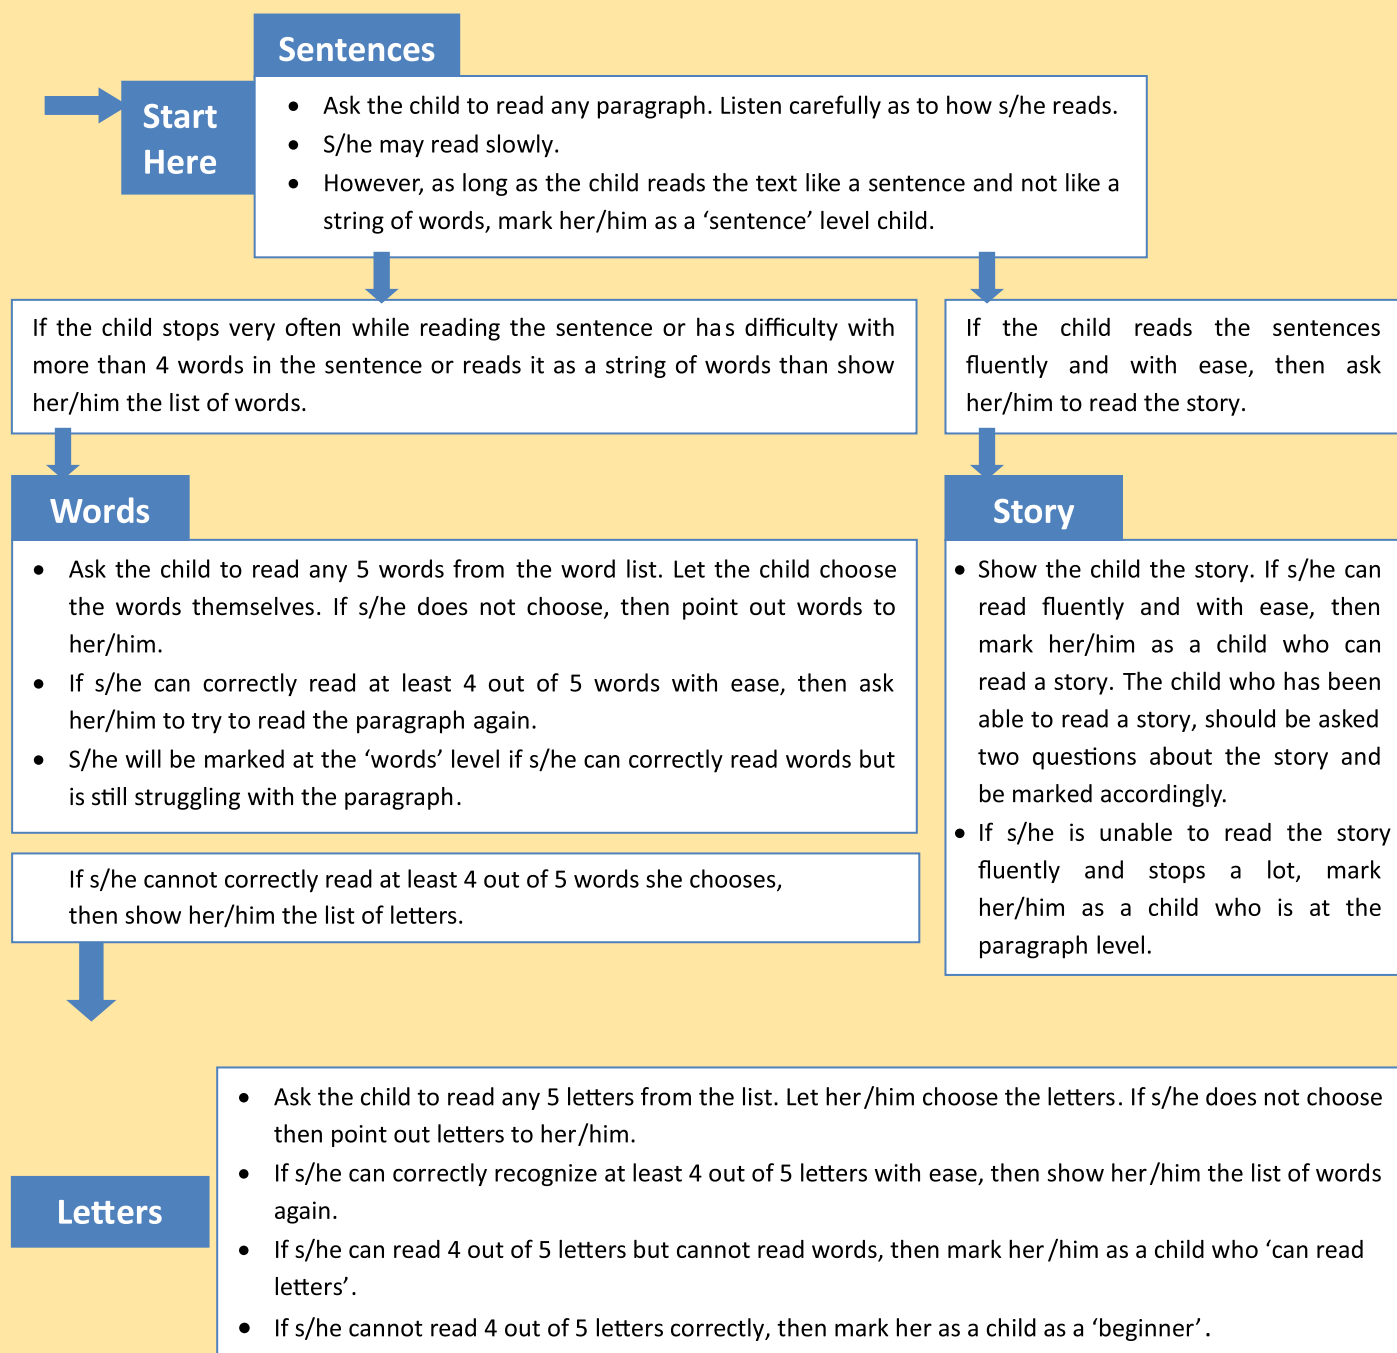 Sentences
Start
Here
• Ask the child to read any paragraph. Listen carefully as to how s/he reads.
• S/he may read slowly.
• However, as long as the child reads the text like a sentence and not like a
string of words, mark her/him as a ‘sentence’ level child.
If the child stops very often while reading the sentence or has difficulty with
more than 4 words in the sentence or reads it as a string of words than show
her/him the list of words.
If the child reads the sentences
fluently and with ease, then ask
her/him to read the story.
Words
• Ask the child to read any 5 words from the word list. Let the child choose
the words themselves. If s/he does not choose, then point out words to
her/him.
• If s/he can correctly read at least 4 out of 5 words with ease, then ask
her/him to try to read the paragraph again.
• S/he will be marked at the ‘words’ level if s/he can correctly read words but
is still struggling with the paragraph.
If s/he cannot correctly read at least 4 out of 5 words she chooses,
then show her/him the list of letters.
Story
• Show the child the story. If s/he can
read fluently and with ease, then
mark her/him as a child who can
read a story. The child who has been
able to read a story, should be asked
two questions about the story and
be marked accordingly.
• If s/he is unable to read the story
fluently and stops a lot, mark
her/him as a child who is at the
paragraph level.
Letters
• Ask the child to read any 5 letters from the list. Let her/him choose the letters. If s/he does not choose
then point out letters to her/him.
• If s/he can correctly recognize at least 4 out of 5 letters with ease, then show her/him the list of words
again.
• If s/he can read 4 out of 5 letters but cannot read words, then mark her/him as a child who ‘can read
letters’.
• If s/he cannot read 4 out of 5 letters correctly, then mark her as a child as a ‘beginner’.